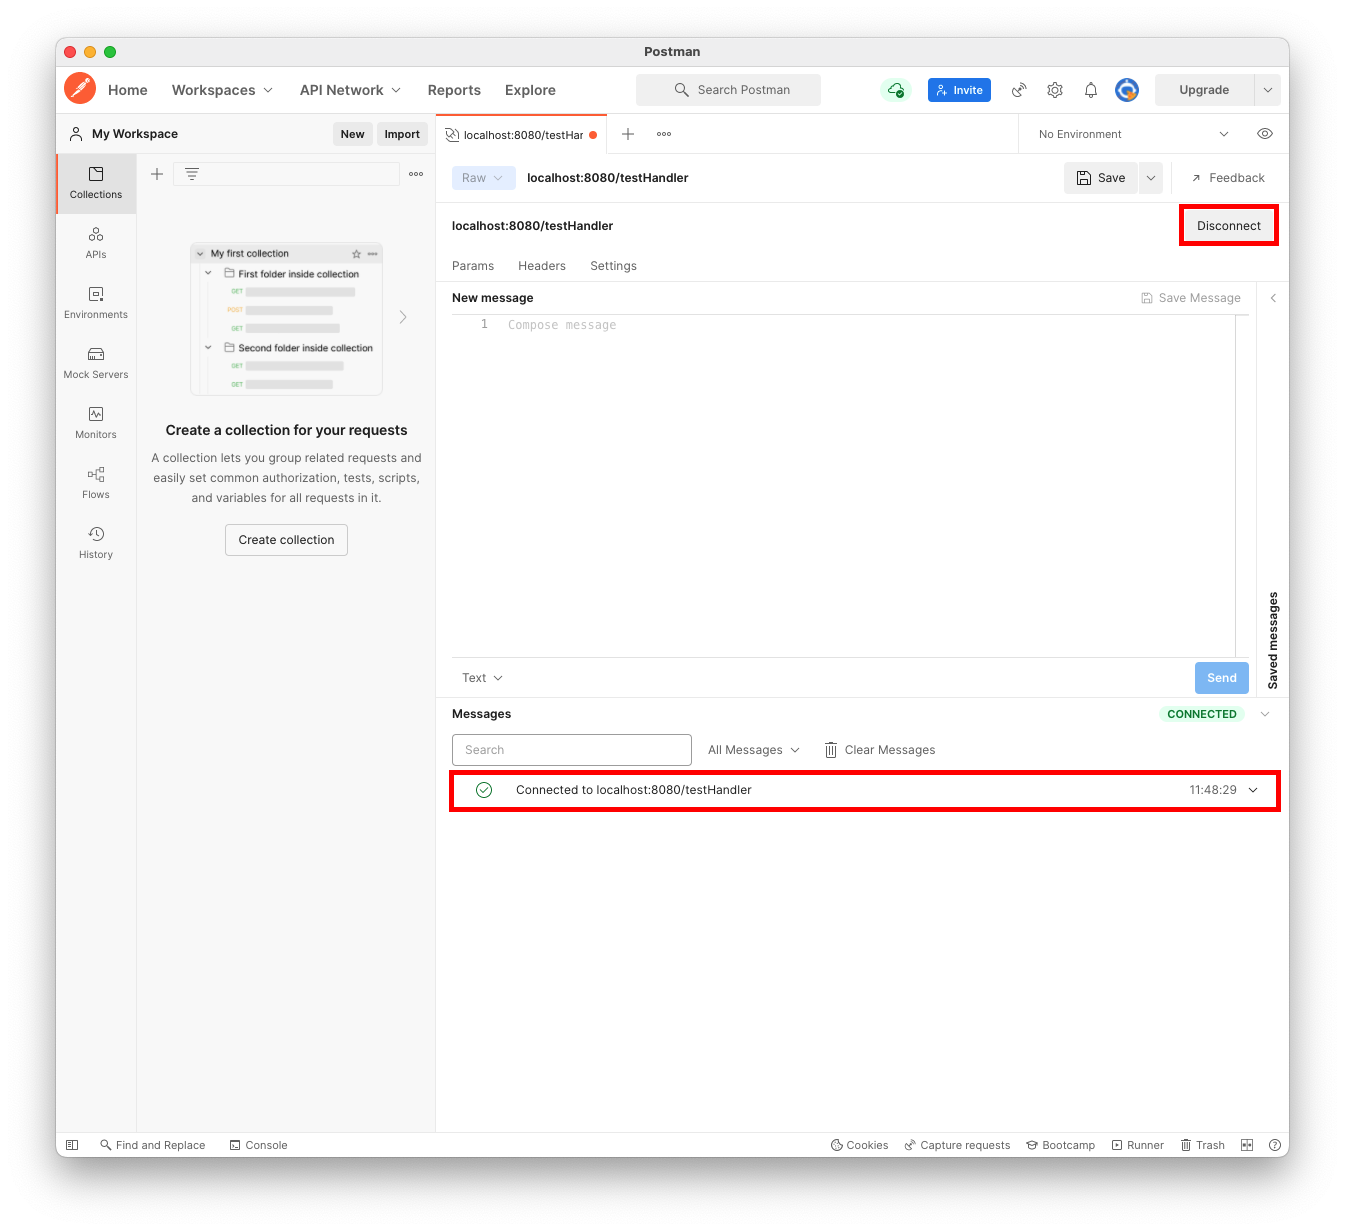 Postman
Home Workspaces API Network Reports Explore Search Postman Invite Upgrade
My Workspace New Import localhost:8080/testHar No Environment
Raw localhost:8080/testHandler Save Feedback
localhost:8080/testHandler Disconnect
Params Headers Settings
New message Save Message
1 Compose message
Collections
APIs
Environments
Mock Servers
Monitors
Flows
History
My first collection
First folder inside collection
GET
POST
GET
Second folder inside collection
GET
GET
Create a collection for your requests
A collection lets you group related requests and
easily set common authorization, tests, scripts,
and variables for all requests in it.
Create collection
Saved messages
Text Send
Messages CONNECTED
Search All Messages Clear Messages
Connected to localhost:8080/testHandler 11:48:29
Find and Replace Console Cookies Capture requests Bootcamp Runner Trash